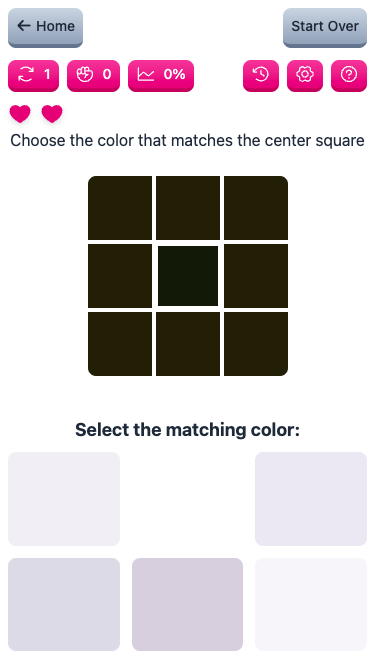 Home
Start Over
1
0
0%
Choose the color that matches the center square
Select the matching color: